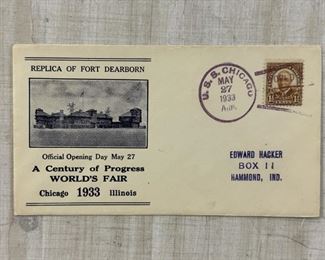 REPLICA OF FORT DEARBORN
Official Opening Day May 27
A Century of Progress
WORLD'S FAIR
Chicago 1933 Illinois
U.S.S. CHICAGO
MAY
27
1933
A.M.
EDWARD HACKER
BOX 11
HAMMOND, IND.